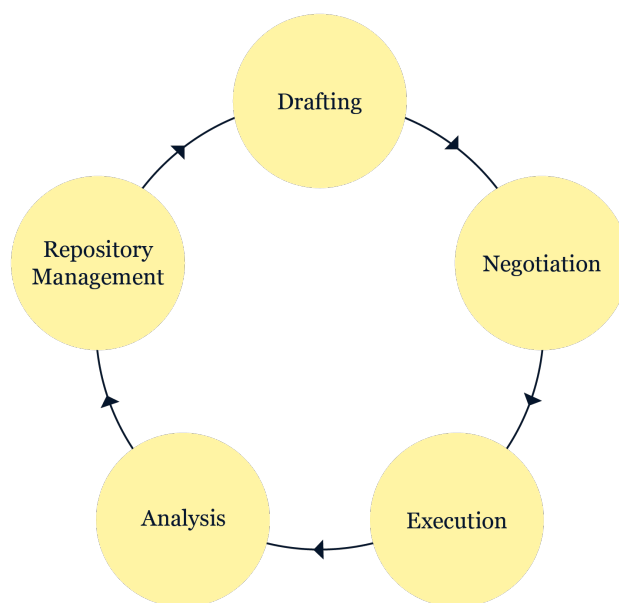 Drafting
Repository
Management
Negotiation
Analysis
Execution